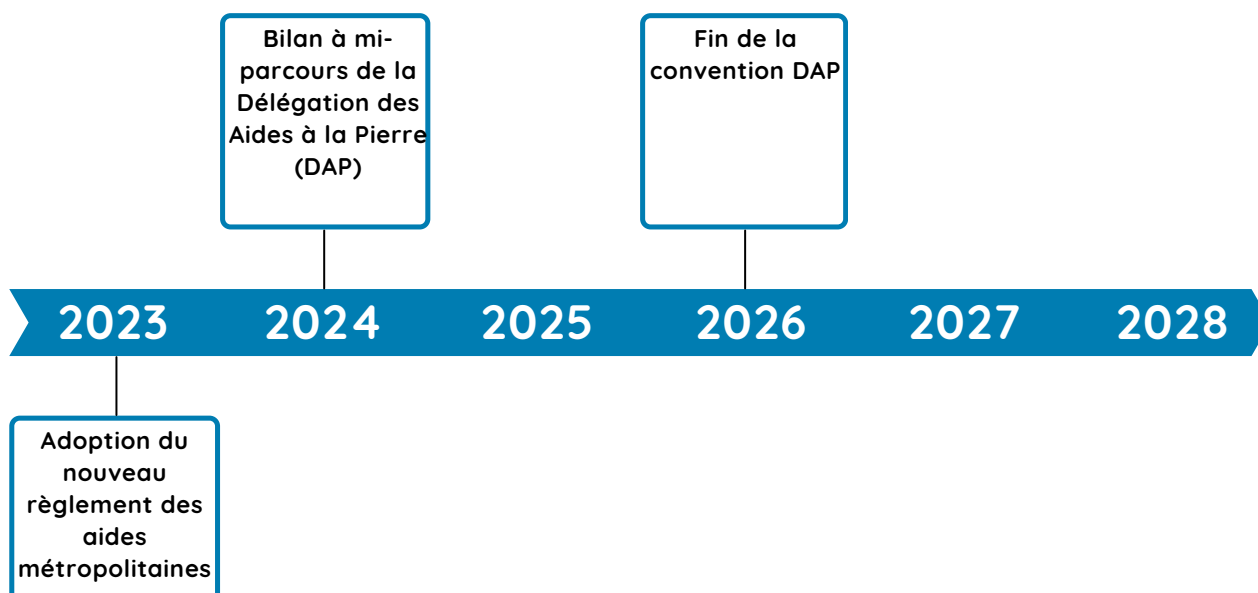 Bilan à mi-
parcours de la
Délégation des
Aides à la Pierre
(DAP)
Fin de la
convention DAP
2023 2024 2025 2026 2027 2028
Adoption du
nouveau
règlement des
aides
métropolitaines